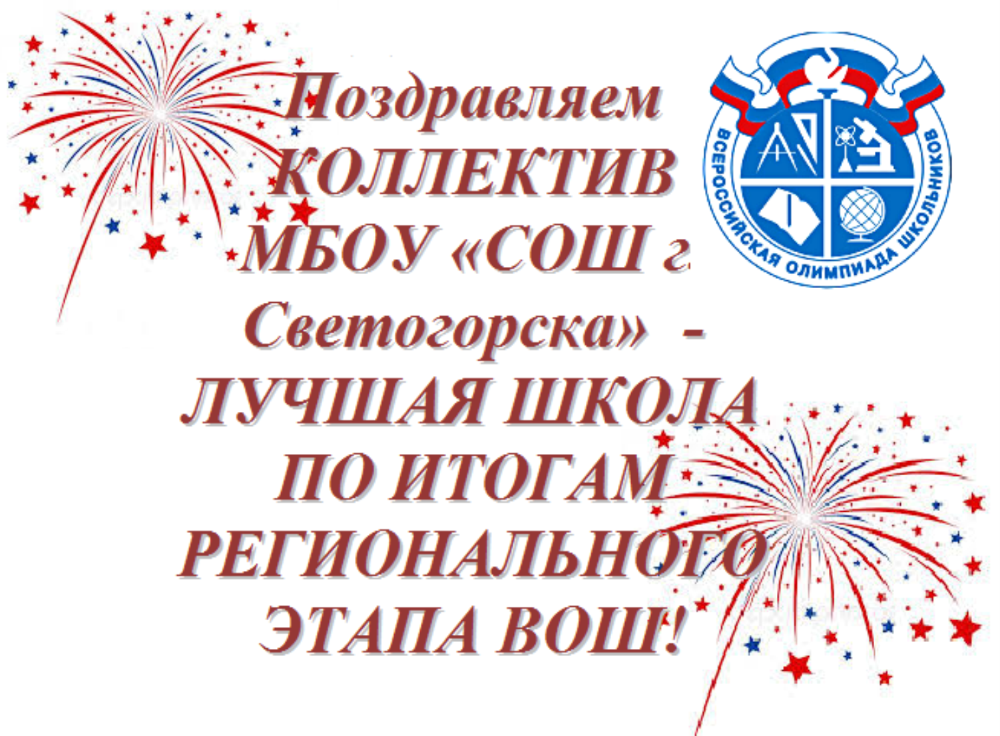 Поздравляем
КОЛЛЕКТИВ
МБОУ «СОШ г.
Светогорска» -
ЛУЧШАЯ ШКОЛА
ПО ИТОГАМ
РЕГИОНАЛЬНОГО
ЭТАПА ВОШ!
ВСЕРОССИЙСКАЯ ОЛИМПИАДА ШКОЛЬНИКОВ